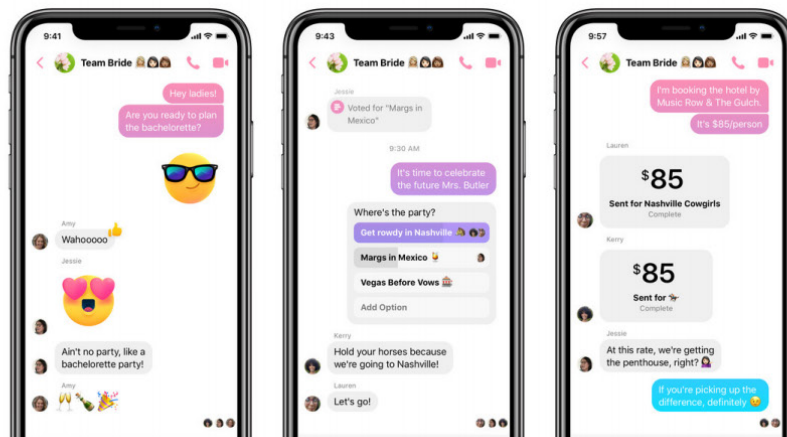 9:41
Team Bride
Hey ladies!
Are you ready to plan
the bachelorette?
Amy
Wahooooo
Jessie
Ain't no party, like a
bachelorette party!
Amy
9:43
Team Bride
Jessie
Voted for "Margs in
Mexico"
9:30 AM
It's time to celebrate
the future Mrs. Butler
Where's the party?
Get rowdy in Nashville
Margs in Mexico
Vegas Before Vows
Add Option
Kerry
Hold your horses because
we're going to Nashville!
Lauren
Let's go!
9:57
Team Bride
I'm booking the hotel by
Music Row & The Gulch.
It's $85/person
Lauren
$85
Sent for Nashville Cowgirls
Complete
Kerry
$85
Sent for
Complete
Jessie
At this rate, we're getting
the penthouse, right?
If you're picking up the
difference, definitely